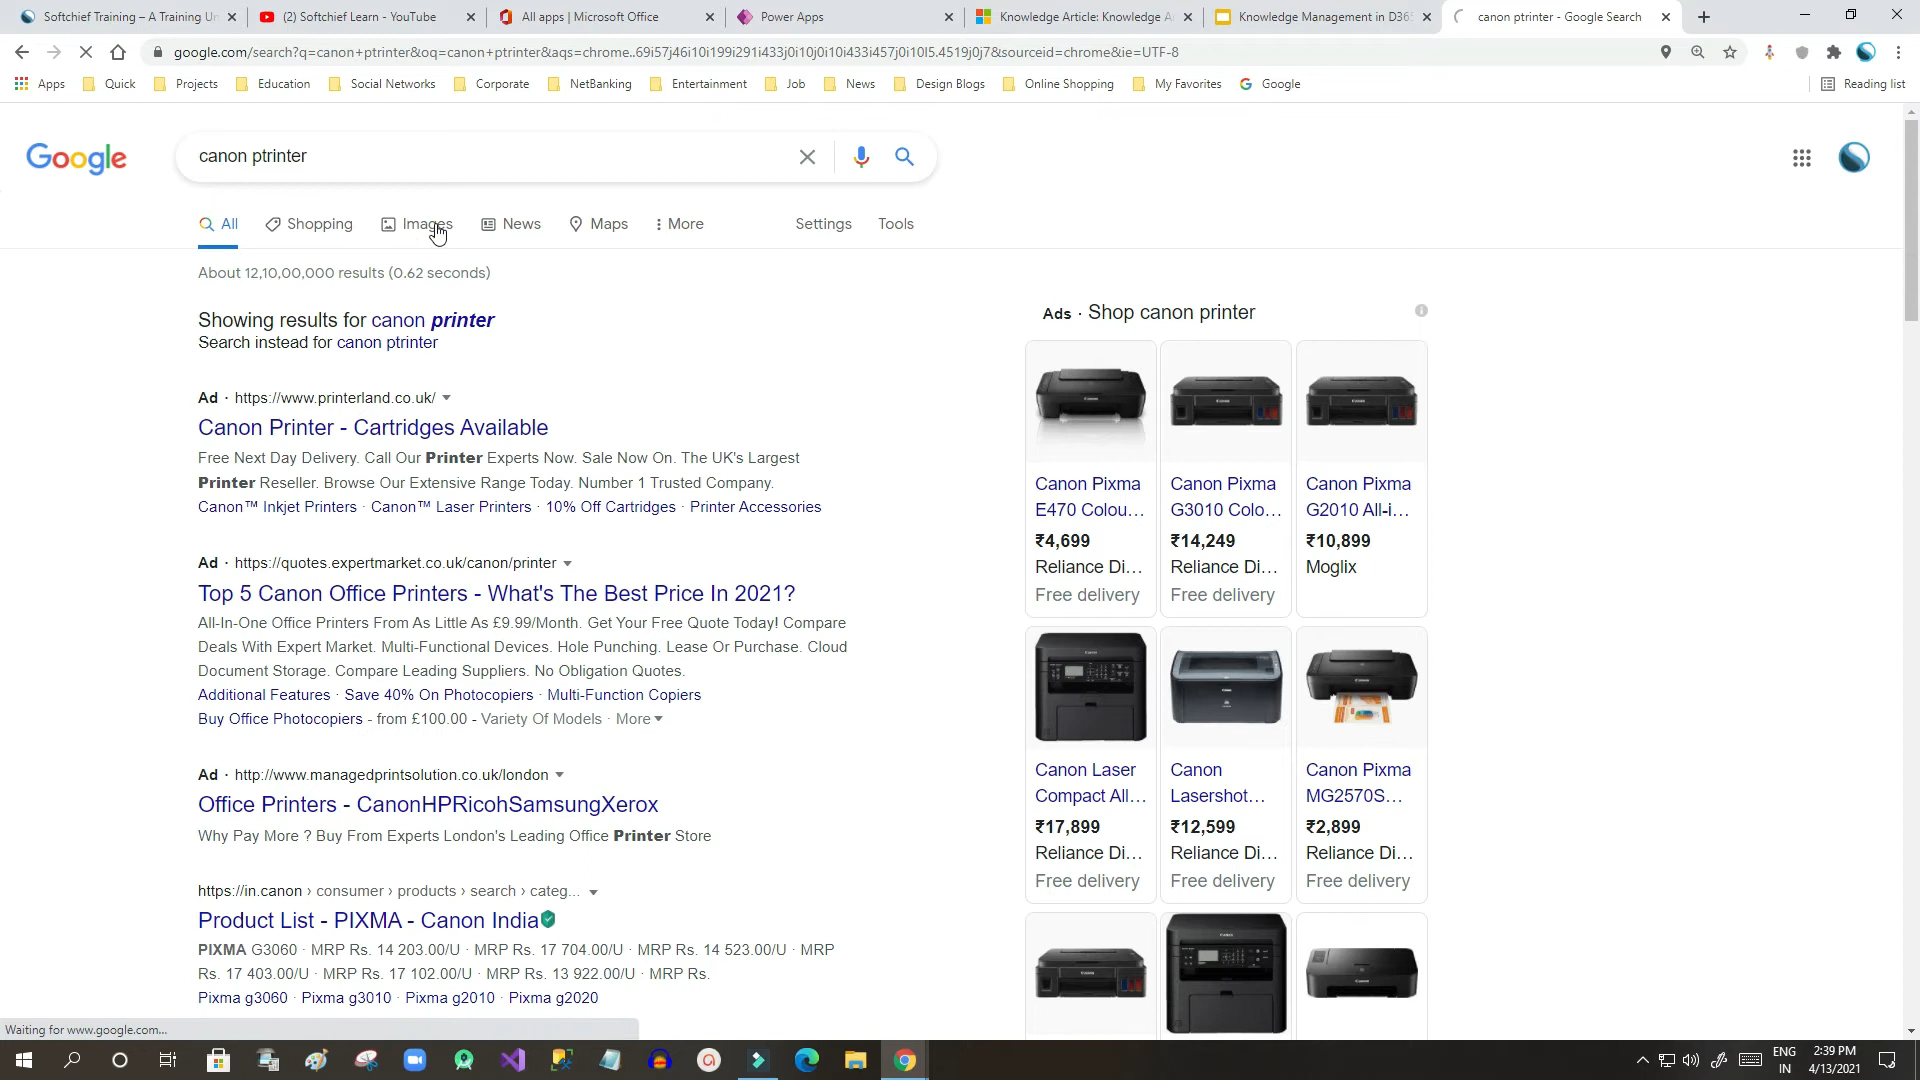 Softchief Training – A Training Un
(2) Softchief Learn - YouTube
All apps | Microsoft Office
Power Apps
Knowledge Article: Knowledge A
Knowledge Management in D365
canon ptrinter - Google Search
google.com/search?q=canon+ptrinter&oq=canon+ptrinter&aqs=chrome..69i57j46i10i199i291i433j0i10j0i10i433i457j0i10l5.4519j0j7&sourceid=chrome&ie=UTF-8
Apps
Quick
Projects
Education
Social Networks
Corporate
NetBanking
Entertainment
Job
News
Design Blogs
Online Shopping
My Favorites
Google
Reading list
Google
canon ptrinter
All
Shopping
Images
News
Maps
More
Settings
Tools
About 12,10,00,000 results (0.62 seconds)
Showing results for canon printer
Search instead for canon ptrinter
Ad · https://www.printerland.co.uk/
Canon Printer - Cartridges Available
Free Next Day Delivery. Call Our Printer Experts Now. Sale Now On. The UK's Largest
Printer Reseller. Browse Our Extensive Range Today. Number 1 Trusted Company.
Canon™ Inkjet Printers · Canon™ Laser Printers · 10% Off Cartridges · Printer Accessories
Ad · https://quotes.expertmarket.co.uk/canon/printer
Top 5 Canon Office Printers - What's The Best Price In 2021?
All-In-One Office Printers From As Little As £9.99/Month. Get Your Free Quote Today! Compare
Deals With Expert Market. Multi-Functional Devices. Hole Punching. Lease Or Purchase. Cloud
Document Storage. Compare Leading Suppliers. No Obligation Quotes.
Additional Features · Save 40% On Photocopiers · Multi-Function Copiers
Buy Office Photocopiers - from £100.00 - Variety Of Models · More
Ad · http://www.managedprintsolution.co.uk/london
Office Printers - CanonHPRicohSamsungXerox
Why Pay More ? Buy From Experts London's Leading Office Printer Store
https://in.canon › consumer › products › search › categ...
Product List - PIXMA - Canon India
PIXMA G3060 · MRP Rs. 14 203.00/U · MRP Rs. 17 704.00/U · MRP Rs. 14 523.00/U · MRP
Rs. 17 403.00/U · MRP Rs. 17 102.00/U · MRP Rs. 13 922.00/U · MRP Rs.
Pixma g3060 · Pixma g3010 · Pixma g2010 · Pixma g2020
Ads · Shop canon printer
Canon Pixma
E470 Colou...
₹4,699
Reliance Di...
Free delivery
Canon Pixma
G3010 Colo...
₹14,249
Reliance Di...
Free delivery
Canon Pixma
G2010 All-i...
₹10,899
Moglix
Canon Laser
Compact All...
₹17,899
Reliance Di...
Free delivery
Canon
Lasershot...
₹12,599
Reliance Di...
Free delivery
Canon Pixma
MG2570S...
₹2,899
Reliance Di...
Free delivery
Waiting for www.google.com...
ENG
IN
2:39 PM
4/13/2021